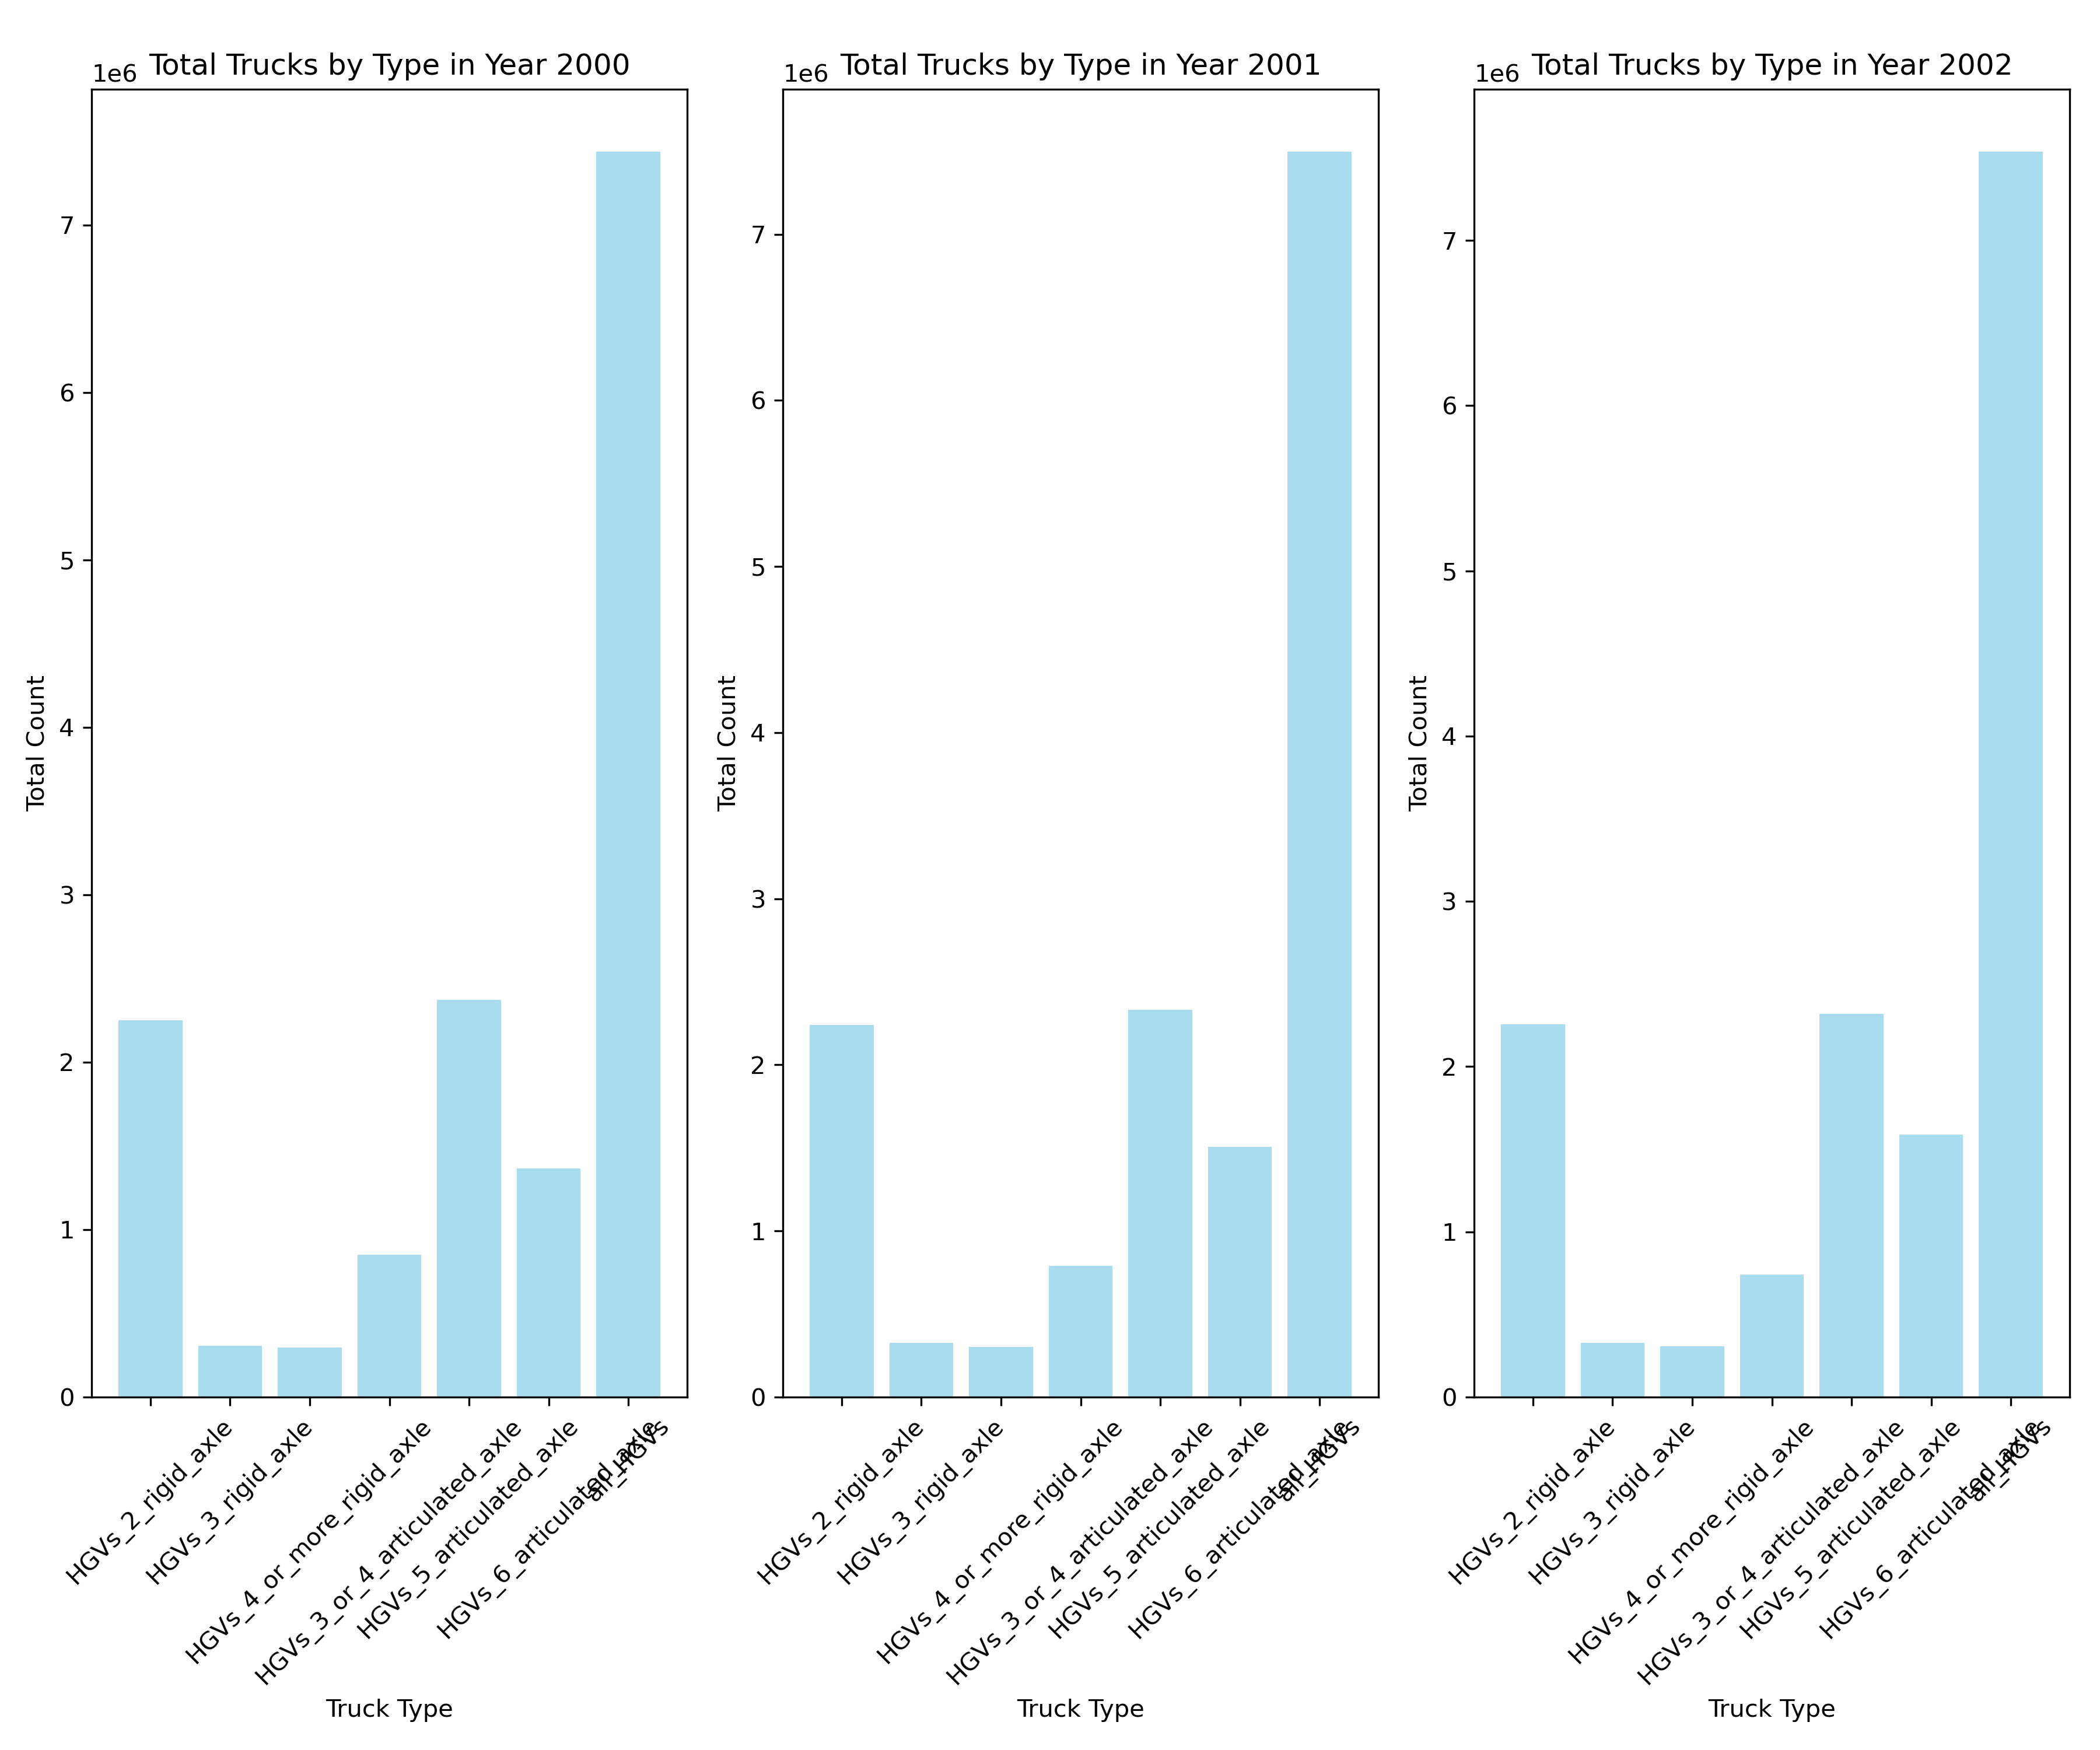 Total Trucks by Type in Year 2000
1e6
Total Count
7
6
5
4
3
2
1
0
HGVs_2_rigid_axle
HGVs_3_rigid_axle
HGVs_4_or_more_rigid_axle
HGVs_3_or_4_articulated_axle
HGVs_5_articulated_axle
HGVs_6_articulated_axle
all_HGVs
Truck Type
Total Trucks by Type in Year 2001
1e6
Total Count
7
6
5
4
3
2
1
0
HGVs_2_rigid_axle
HGVs_3_rigid_axle
HGVs_4_or_more_rigid_axle
HGVs_3_or_4_articulated_axle
HGVs_5_articulated_axle
HGVs_6_articulated_axle
all_HGVs
Truck Type
Total Trucks by Type in Year 2002
1e6
Total Count
7
6
5
4
3
2
1
0
HGVs_2_rigid_axle
HGVs_3_rigid_axle
HGVs_4_or_more_rigid_axle
HGVs_3_or_4_articulated_axle
HGVs_5_articulated_axle
HGVs_6_articulated_axle
all_HGVs
Truck Type